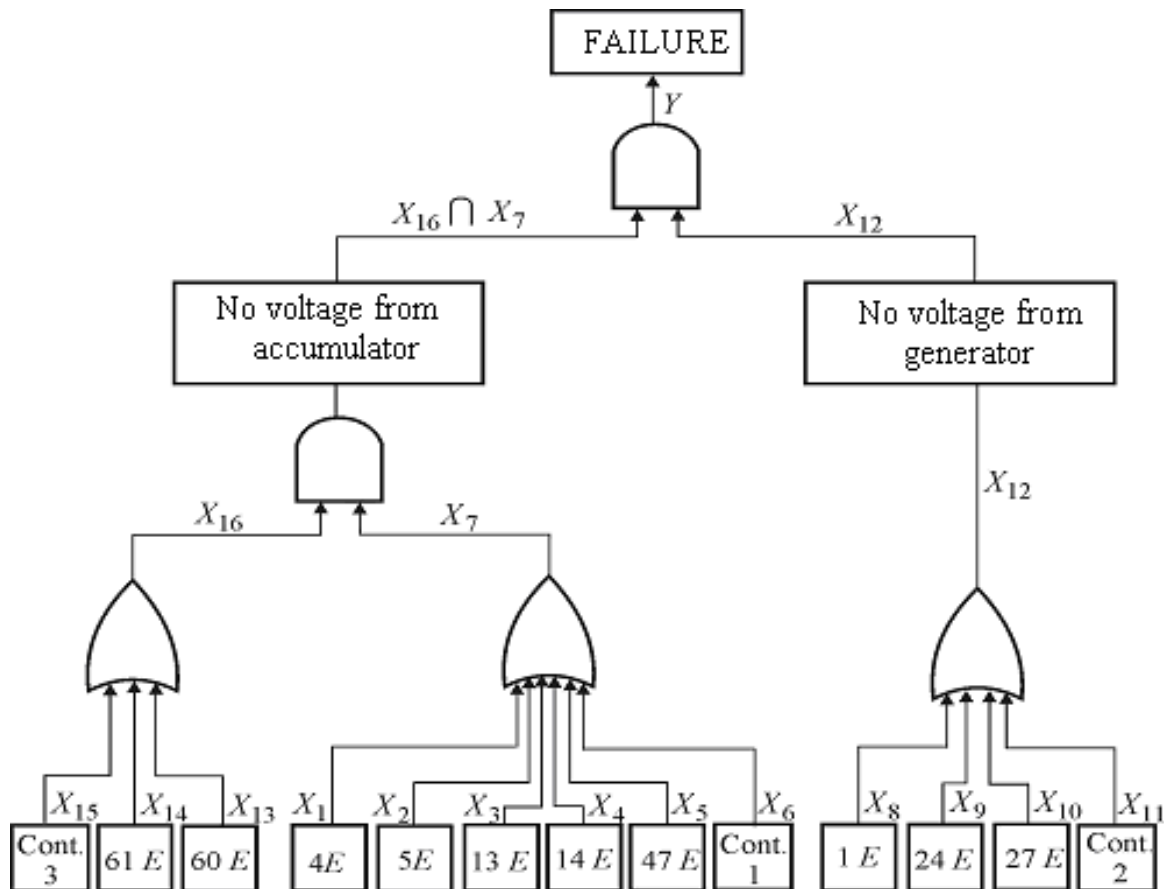 FAILURE
Y
X16 ⋂ X7
X12
No voltage from
accumulator
No voltage from
generator
X12
X16
X7
X15
X14
X13
X1
X2
X3
X4
X5
X6
X8
X9
X10
X11
Cont.
3
61 E
60 E
4E
5E
13 E
14 E
47 E
Cont.
1
1 E
24 E
27 E
Cont.
2